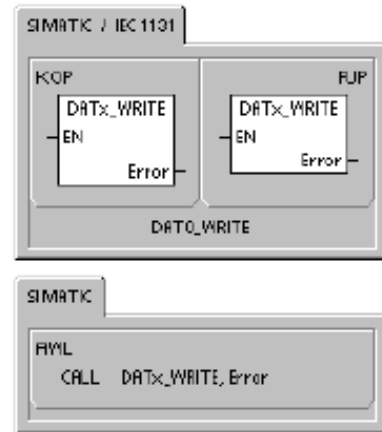 SIMATIC / IEC 1131
KOP FUP
DATx_WRITE DATx_WRITE
EN EN
Error Error
DAT0_WRITE
SIMATIC
AWL
CALL DATx_WRITE, Error